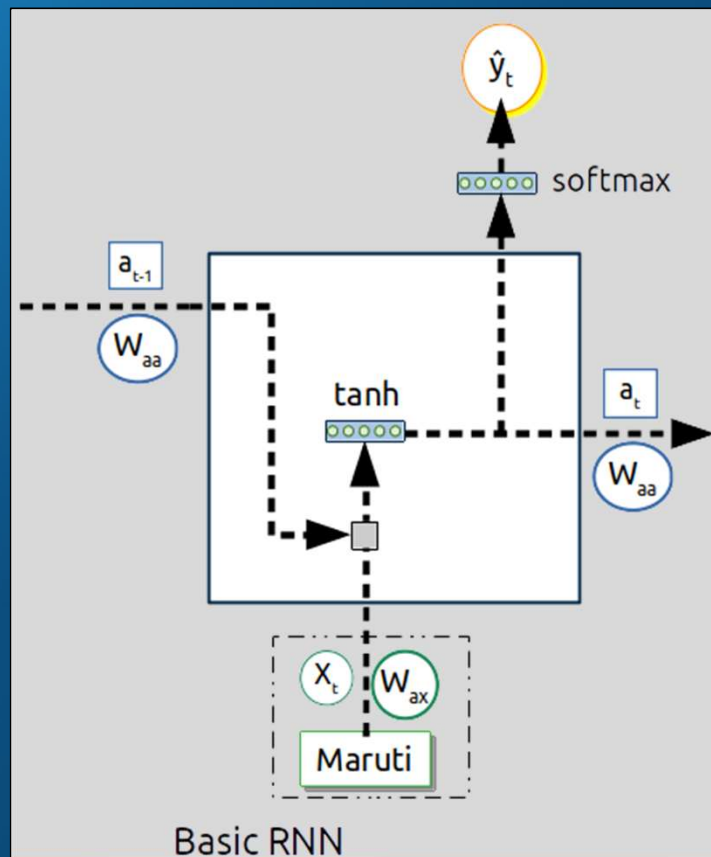 ŷt
softmax
at-1
Waa
tanh
at
Waa
Xt
Wax
Maruti
Basic RNN